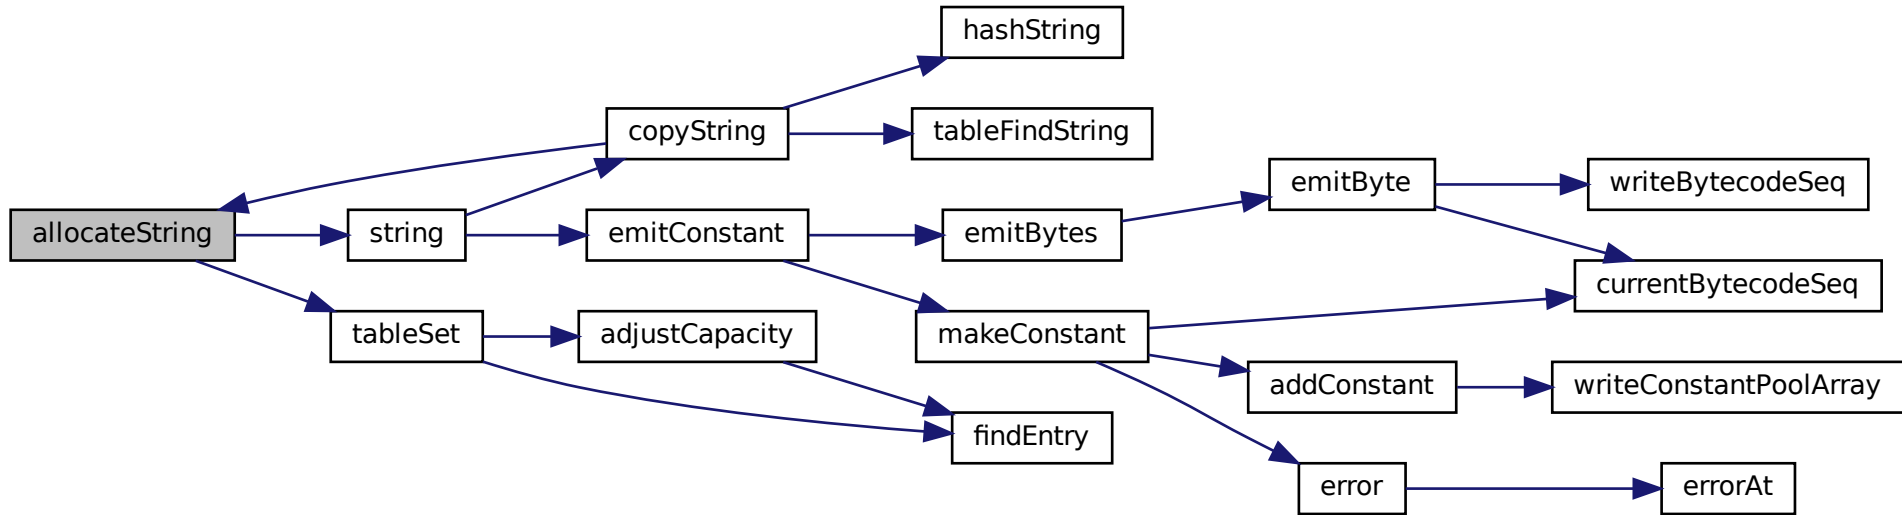 hashString
copyString
tableFindString
emitByte
writeBytecodeSeq
allocateString
string
emitConstant
emitBytes
currentBytecodeSeq
tableSet
adjustCapacity
makeConstant
addConstant
writeConstantPoolArray
findEntry
error
errorAt